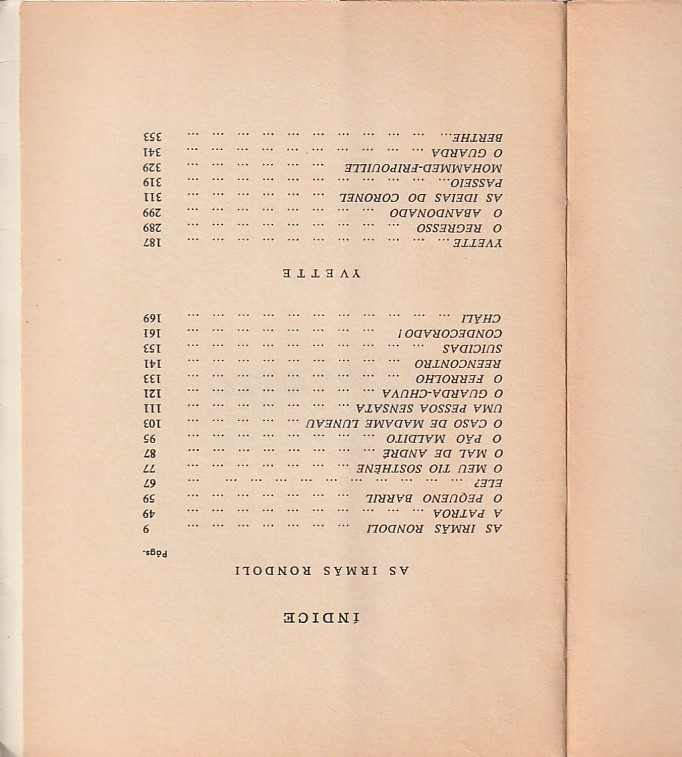 ÍNDICE
AS IRMÃS RONDOLI
Págs.
AS IRMÃS RONDOLI ... ... ... ... ... ... ... 9
A PATROA ... ... ... ... ... ... ... ... ... ... 49
O PEQUENO BARRIL ... ... ... ... ... ... ... 59
ELE? ... ... ... ... ... ... ... ... ... ... 67
O MEU TIO SOSTHÈNE ... ... ... ... ... ... ... 77
O MAL DE ANDRÉ ... ... ... ... ... ... ... ... 87
O PÃO MALDITO ... ... ... ... ... ... ... ... 95
O CASO DE MADAME LUNEAU ... ... ... ... ... 103
UMA PESSOA SENSATA ... ... ... ... ... ... ... 111
O GUARDA-CHUVA ... ... ... ... ... ... ... ... 121
O FERROLHO ... ... ... ... ... ... ... ... ... 133
REENCONTRO ... ... ... ... ... ... ... ... ... 141
SUICIDAS ... ... ... ... ... ... ... ... ... ... 153
CONDECORADO! ... ... ... ... ... ... ... ... ... 161
CHÂLI ... ... ... ... ... ... ... ... ... ... ... 169
YVETTE
YVETTE ... ... ... ... ... ... ... ... ... ... ... 187
O REGRESSO ... ... ... ... ... ... ... ... ... 289
O ABANDONADO ... ... ... ... ... ... ... ... 299
AS IDEIAS DO CORONEL ... ... ... ... ... ... 311
PASSEIO ... ... ... ... ... ... ... ... ... ... ... 319
MOHAMMED-FRIPOUILLE ... ... ... ... ... ... 329
O GUARDA ... ... ... ... ... ... ... ... ... ... 341
BERTHE ... ... ... ... ... ... ... ... ... ... ... 353